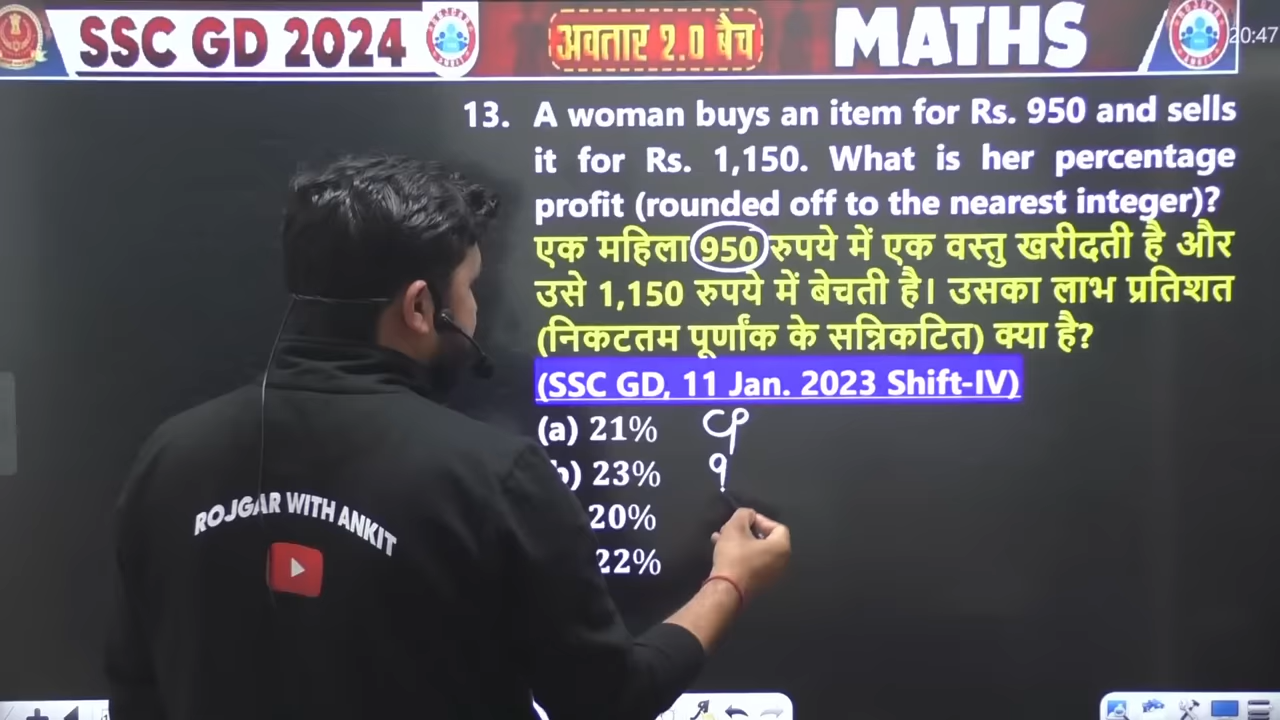 SSC GD 2024 अवतार 2.0 बैच MATHS
20:47
13. A woman buys an item for Rs. 950 and sells
it for Rs. 1,150. What is her percentage
profit (rounded off to the nearest integer)?
एक महिला 950 रुपये में एक वस्तु खरीदती है और
उसे 1,150 रुपये में बेचती है। उसका लाभ प्रतिशत
(निकटतम पूर्णांक के सन्निकटित) क्या है?
(SSC GD, 11 Jan. 2023 Shift-IV)
(a) 21% CP
b) 23% 9
20%
22%
ROJGAR WITH ANKIT